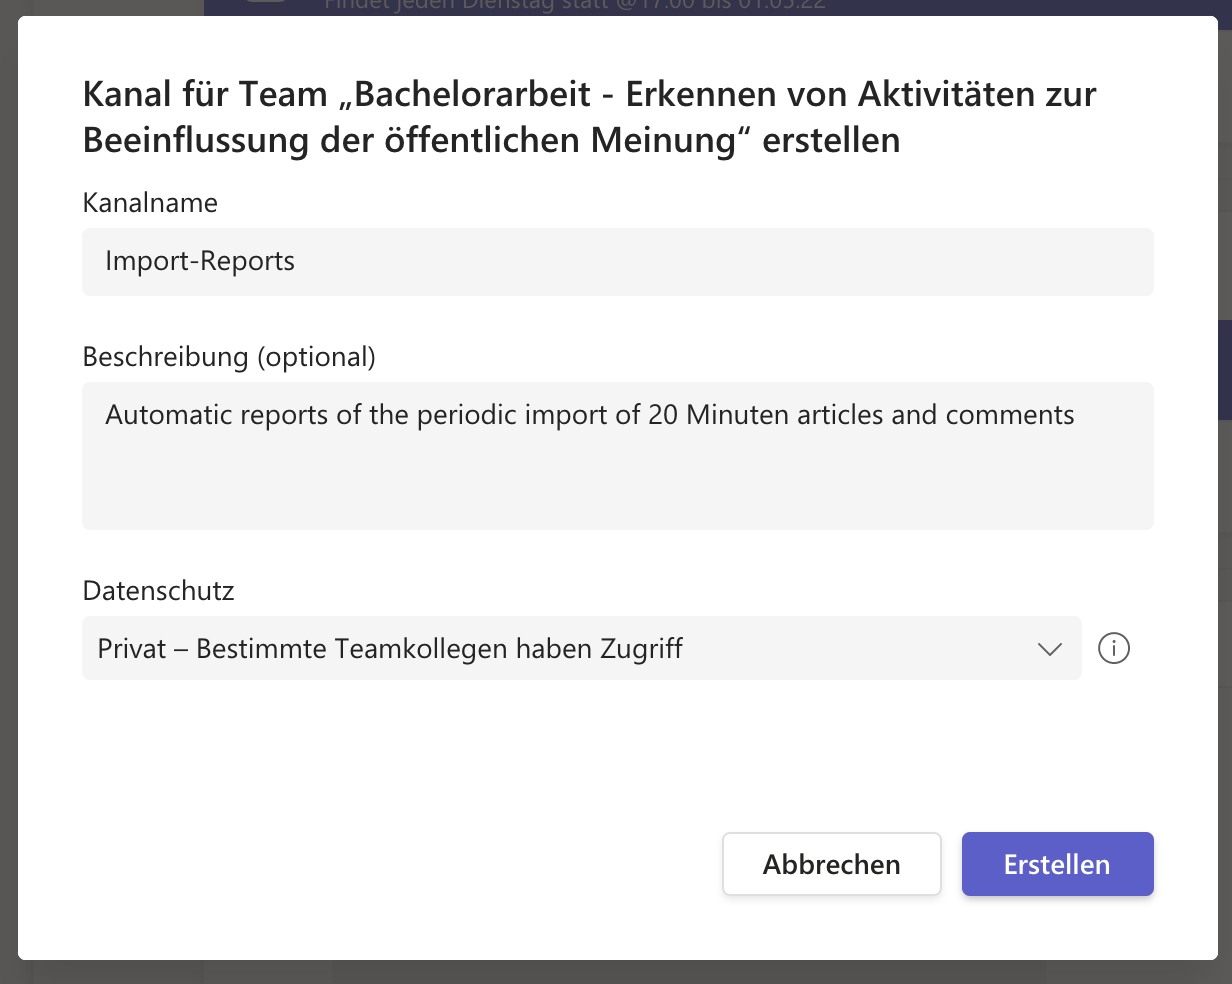 Findet jeden Dienstag statt @17:00 bis 01.03.22
Kanal für Team „Bachelorarbeit - Erkennen von Aktivitäten zur
Beeinflussung der öffentlichen Meinung“ erstellen
Kanalname
Import-Reports
Beschreibung (optional)
Automatic reports of the periodic import of 20 Minuten articles and comments
Datenschutz
Privat – Bestimmte Teamkollegen haben Zugriff
Abbrechen
Erstellen